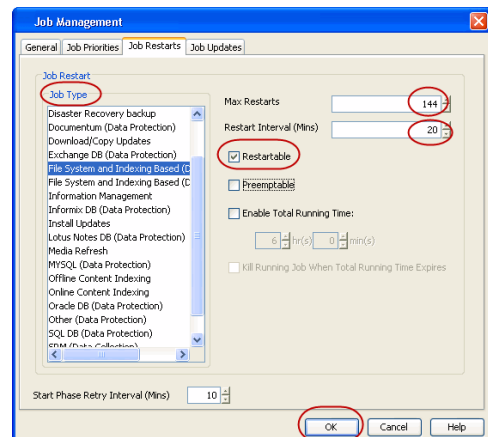 Job Management
General Job Priorities Job Restarts Job Updates
Job Restart
Job Type
Disaster Recovery backup
Documentum (Data Protection)
Download/Copy Updates
Exchange DB (Data Protection)
File System and Indexing Based (D
File System and Indexing Based (D
Information Management
Informix DB (Data Protection)
Install Updates
Lotus Notes DB (Data Protection)
Media Refresh
MYSQL (Data Protection)
Offline Content Indexing
Online Content Indexing
Oracle DB (Data Protection)
Other (Data Protection)
SQL DB (Data Protection)
SRM (Data Collection)
Max Restarts 144
Restart Interval (Mins) 20
Restartable
Preemptable
Enable Total Running Time:
6 hr(s) 0 min(s)
Kill Running Job When Total Running Time Expires
Start Phase Retry Interval (Mins) 10
OK Cancel Help